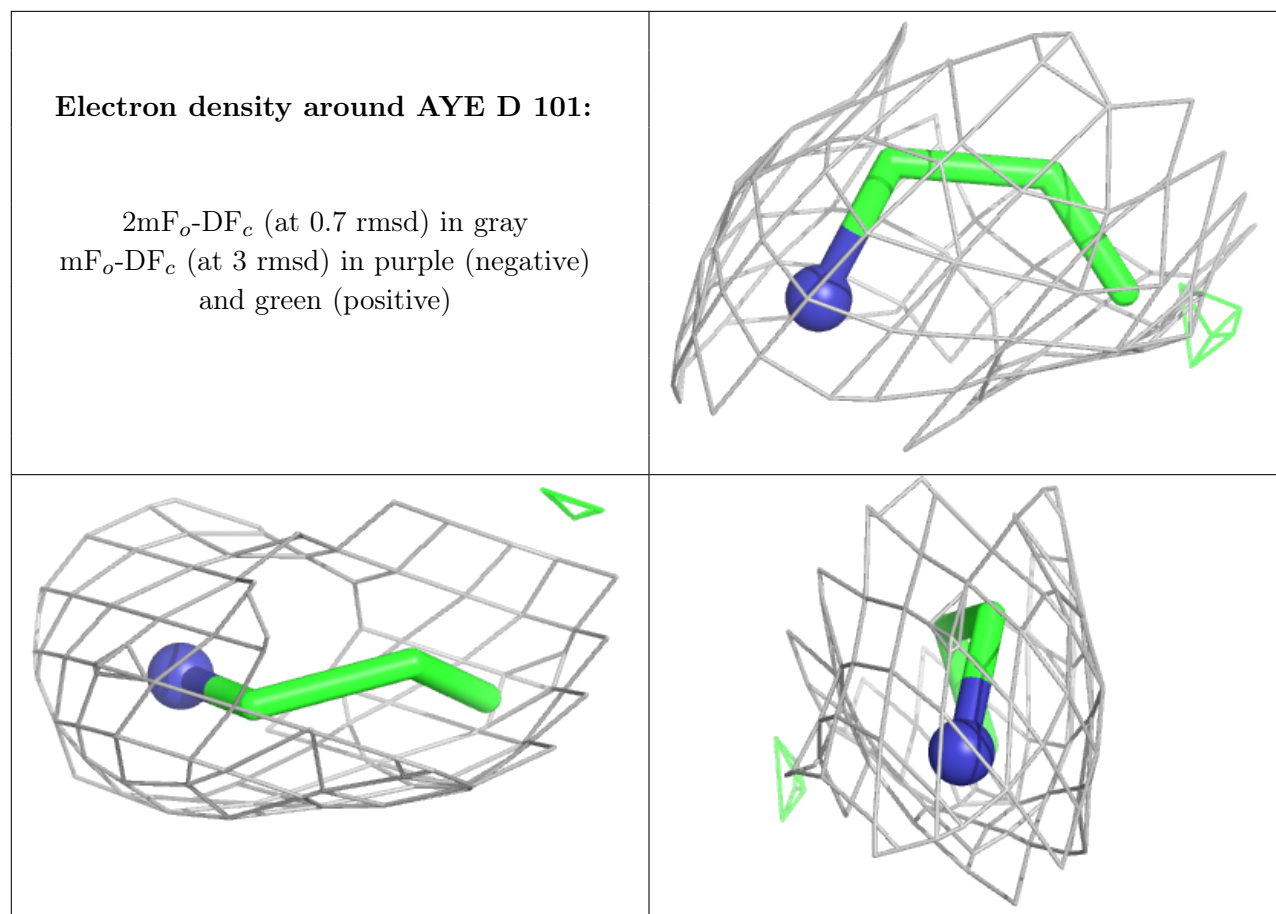 Electron density around AYE D 101:
2mFo-DFc (at 0.7 rmsd) in gray
mFo-DFc (at 3 rmsd) in purple (negative)
and green (positive)